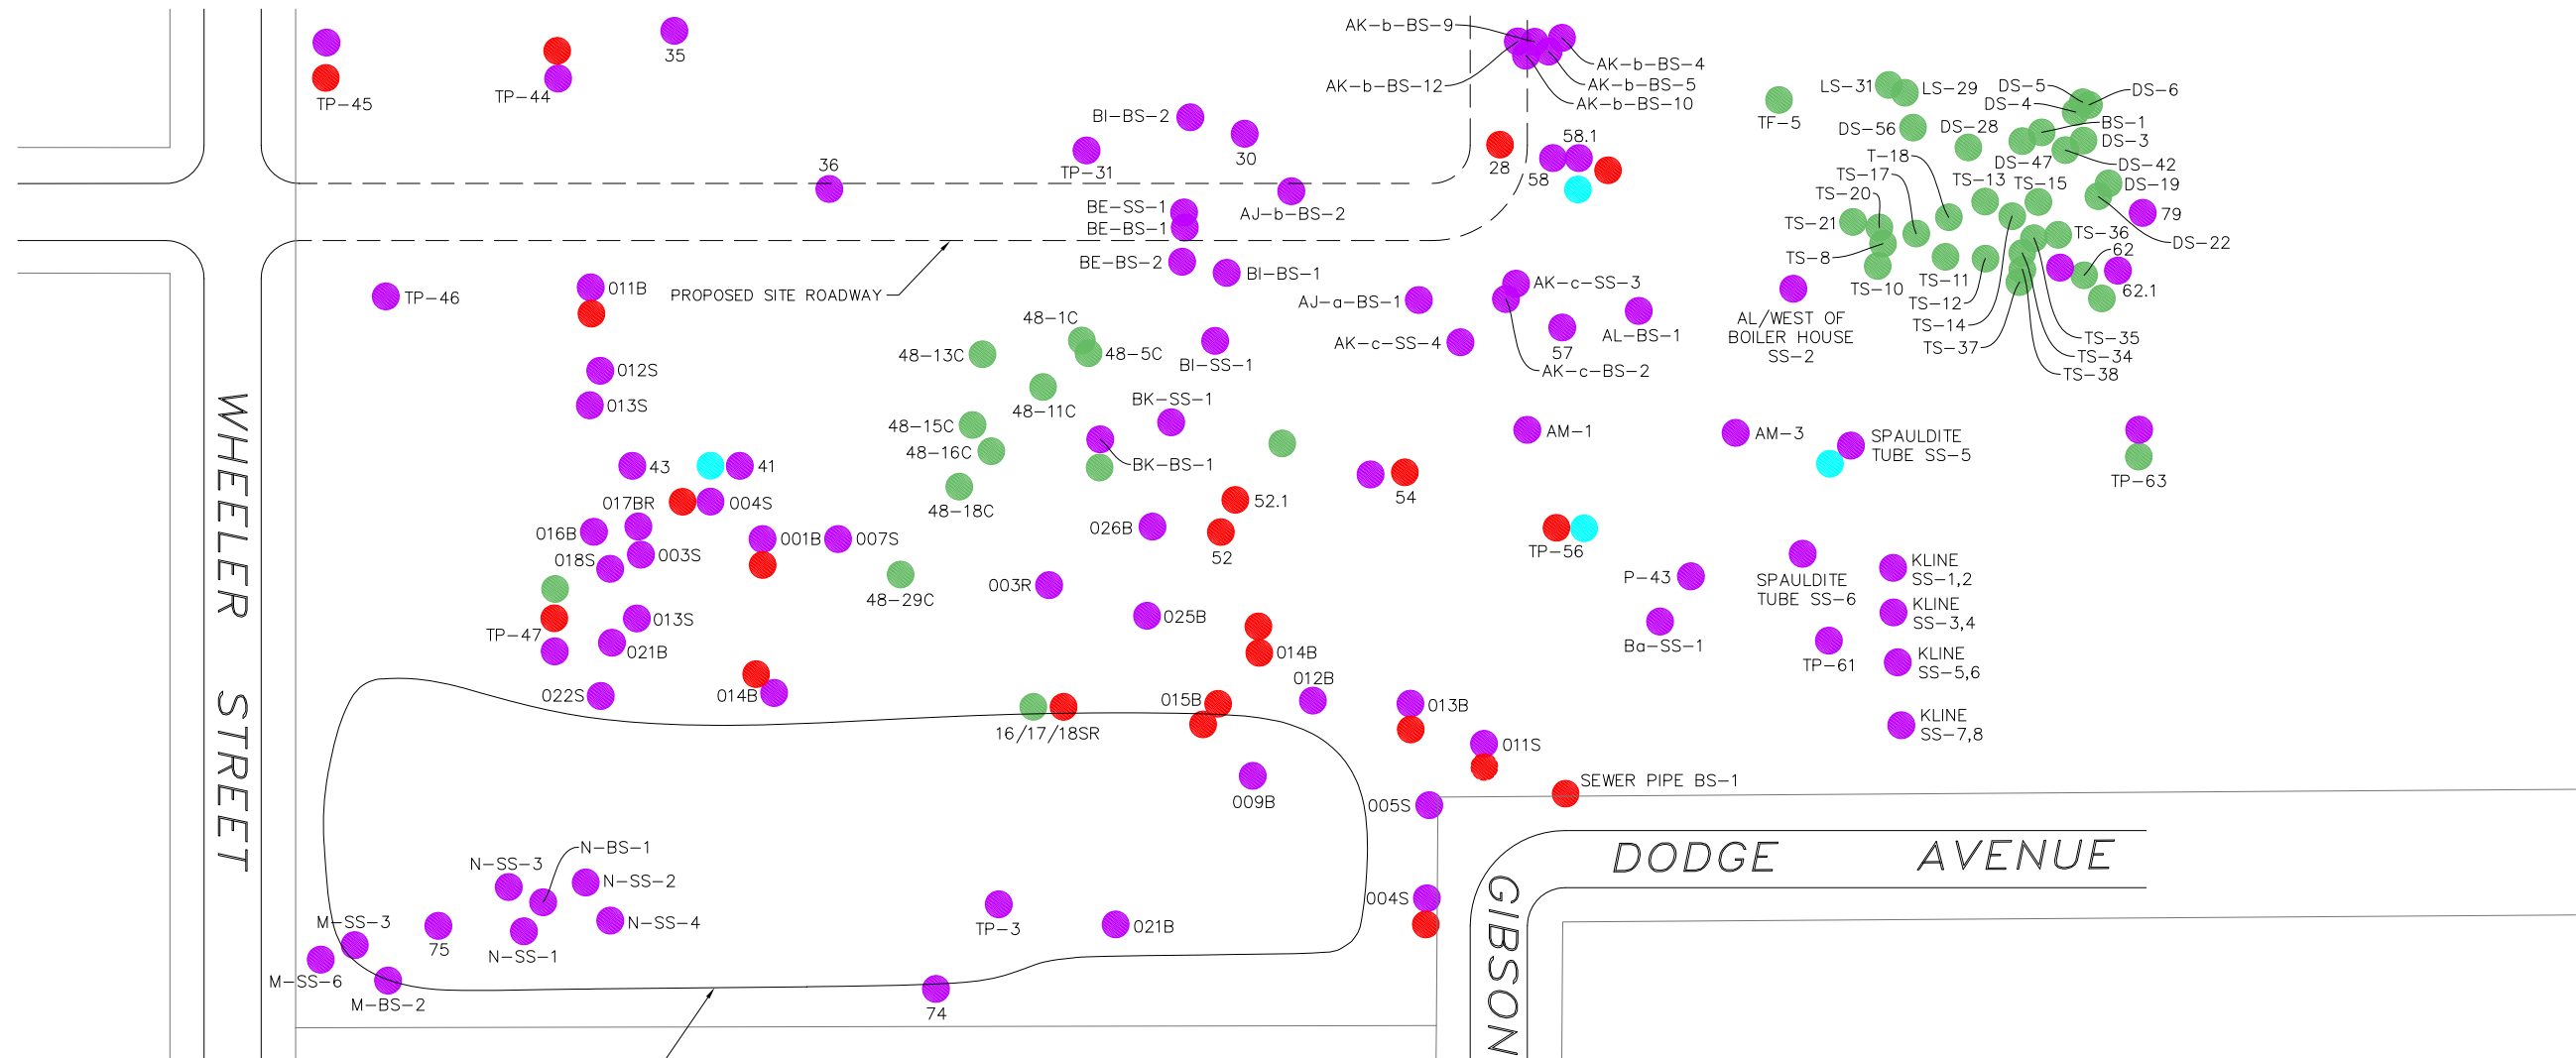 AK-b-BS-9
35
AK-b-BS-4
AK-b-BS-12
AK-b-BS-5
AK-b-BS-10
TP-45
TP-44
LS-31
LS-29
DS-5
DS-6
DS-4
TF-5
BI-BS-2
DS-56
DS-28
BS-1
DS-3
58.1
30
28
58
DS-47
DS-42
T-18
36
TP-31
TS-17
TS-13
TS-15
DS-19
TS-20
BE-SS-1
AJ-b-BS-2
79
TS-21
BE-BS-1
TS-36
DS-22
62
TS-8
BE-BS-2
BI-BS-1
TS-11
TS-10
62.1
TP-46
011B
PROPOSED SITE ROADWAY
AJ-a-BS-1
AK-c-SS-3
TS-12
48-1C
AL/WEST OF
BOILER HOUSE
SS-2
TS-14
TS-35
AL-BS-1
AK-c-SS-4
57
TS-37
TS-34
48-13C
48-5C
BI-SS-1
AK-c-BS-2
TS-38
012S
013S
48-11C
BK-SS-1
48-15C
48-16C
BK-BS-1
AM-1
AM-3
SPAULDITE
TUBE SS-5
43
41
TP-63
017BR
004S
48-18C
52.1
54
016B
001B
007S
026B
52
TP-56
018S
003S
48-29C
003R
P-43
SPAULDITE
TUBE SS-6
KLINE
SS-1,2
013S
025B
KLINE
SS-3,4
TP-47
021B
014B
Ba-SS-1
TP-61
KLINE
SS-5,6
022S
014B
16/17/18SR
015B
012B
013B
KLINE
SS-7,8
011S
WHEELER STREET
009B
005S
SEWER PIPE BS-1
DODGE AVENUE
N-BS-1
N-SS-3
N-SS-2
004S
M-SS-3
N-SS-4
75
N-SS-1
TP-3
021B
M-SS-6
M-BS-2
74
GIBSON